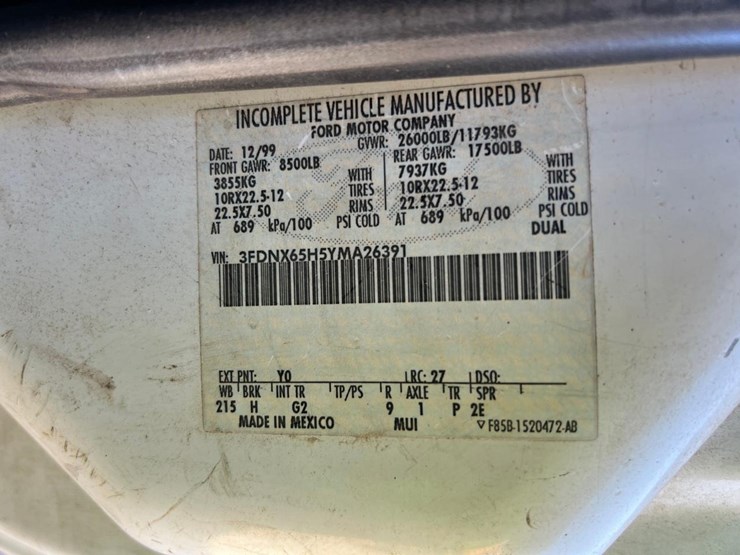 INCOMPLETE VEHICLE MANUFACTURED BY
FORD MOTOR COMPANY
DATE: 12/99 GVWR: 26000LB/11793KG
FRONT GAWR: 8500LB REAR GAWR: 17500LB
3855KG WITH 7937KG WITH
10RX22.5-12 TIRES 10RX22.5-12 TIRES
22.5X7.50 RIMS 22.5X7.50 RIMS
AT 689 kPa/100 PSI COLD AT 689 kPa/100 PSI COLD
DUAL
VIN: 3FDNX65H5YMA26391
EXT PNT: YO RC: 27 DSO:
WB BRK INT TR TP/PS R AXLE TR SPR
215 H G2 9 1 P 2E
MADE IN MEXICO MUI F85B-1520472-AB